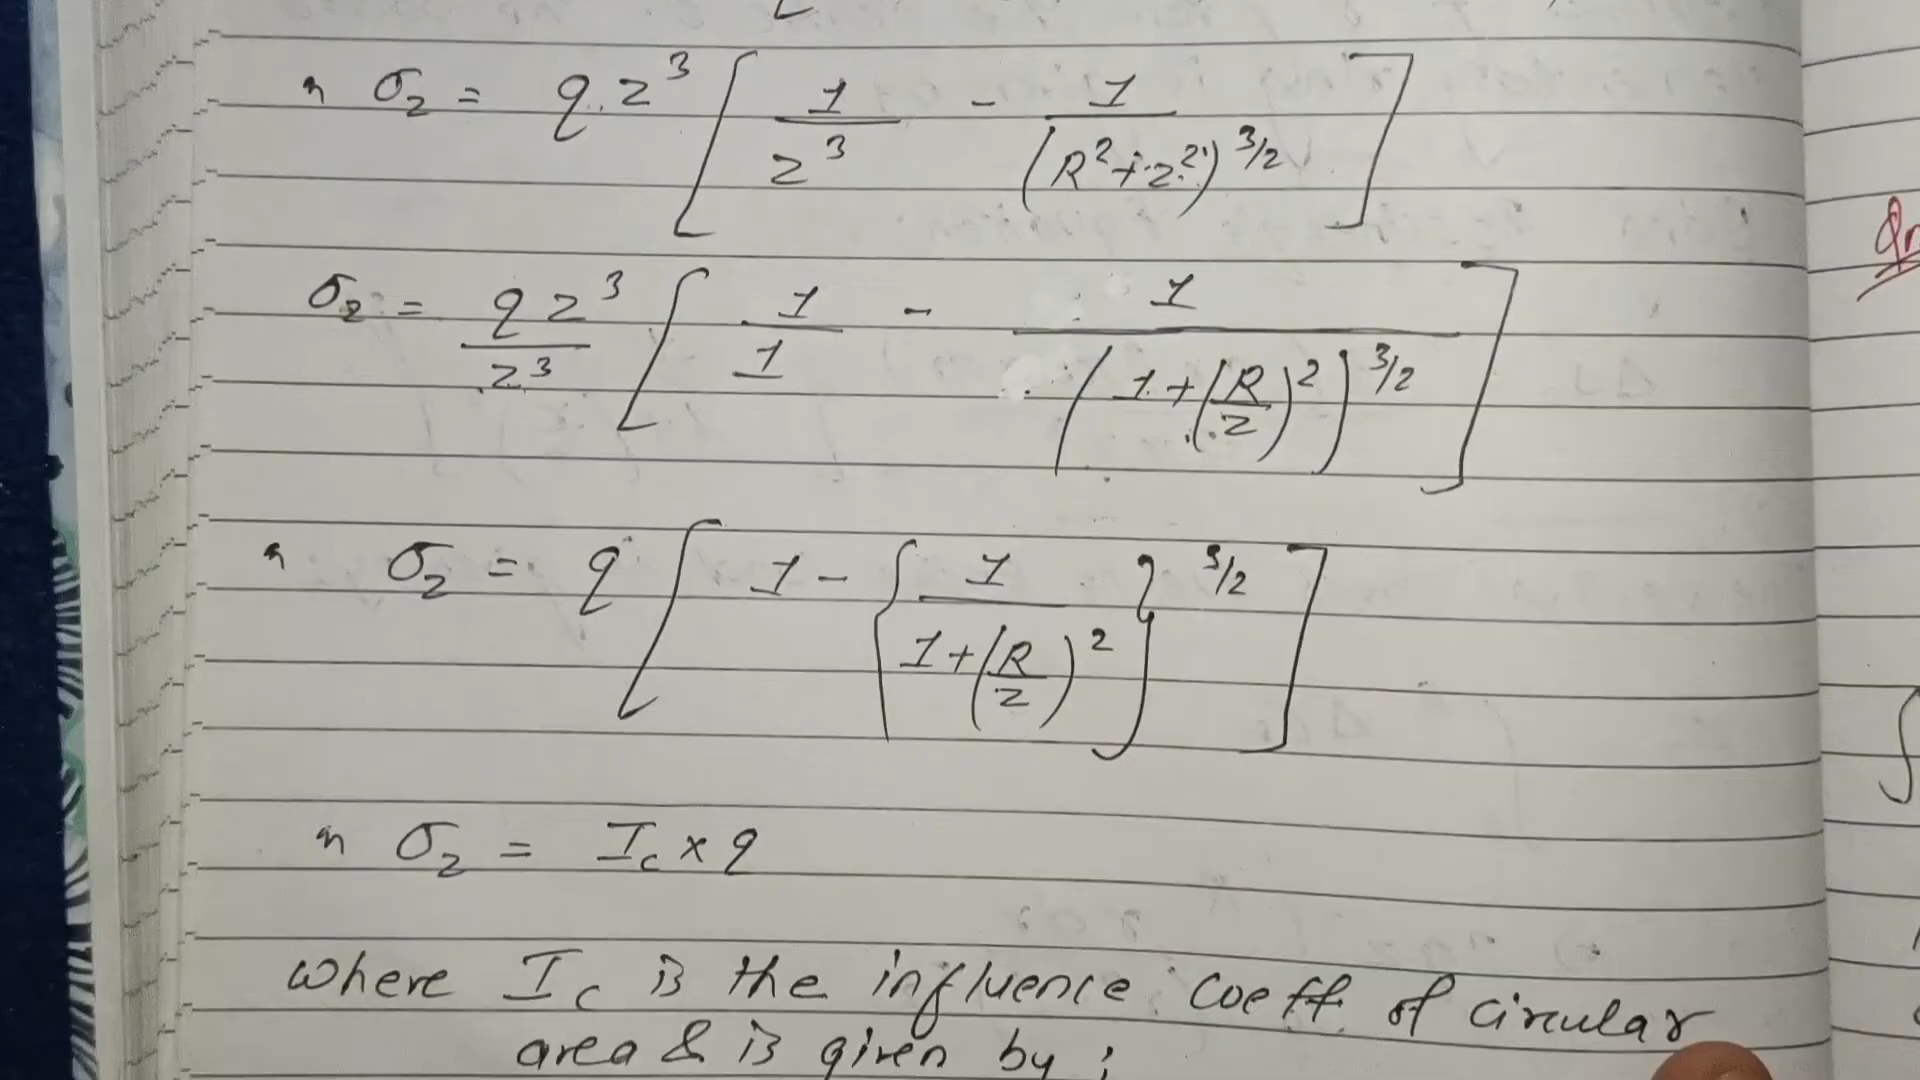 σz = q.z³ [ 1/z³ - 1/(R²+z²)^3/2 ]
σz = qz³/z³ [ 1/1 - 1/(1+(R/z)²)^3/2 ]
σz = q [ 1 - { 1/1+(R/z)² }^3/2 ]
σz = Ic × q
where Ic is the influence coeff. of circular
area & is given by ;